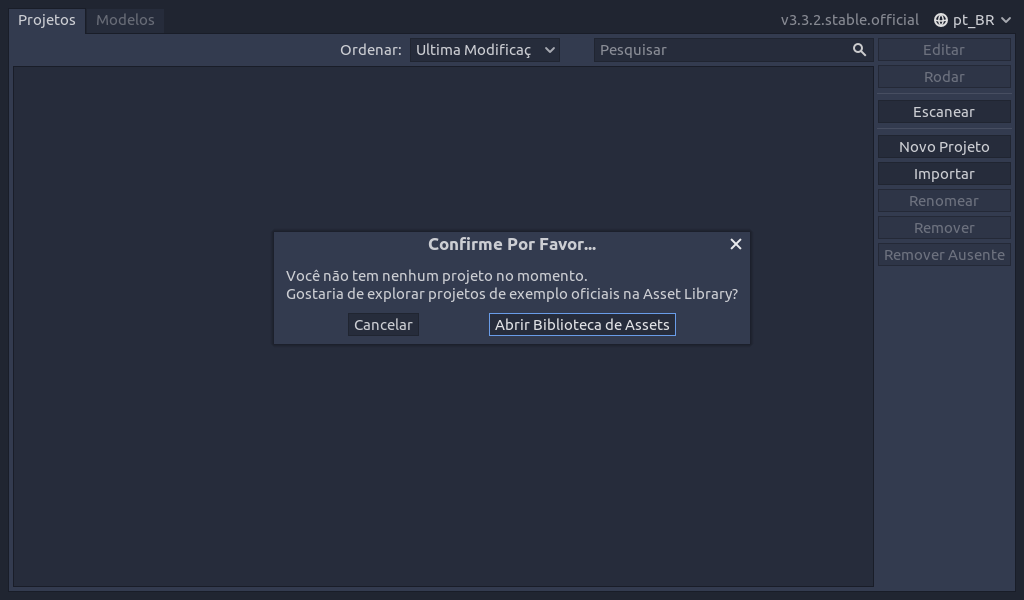 Projetos
Modelos
v3.3.2.stable.official
pt_BR
Ordenar:
Ultima Modificaç
Pesquisar
Editar
Rodar
Escanear
Novo Projeto
Importar
Renomear
Remover
Remover Ausente
Confirme Por Favor...
Você não tem nenhum projeto no momento.
Gostaria de explorar projetos de exemplo oficiais na Asset Library?
Cancelar
Abrir Biblioteca de Assets